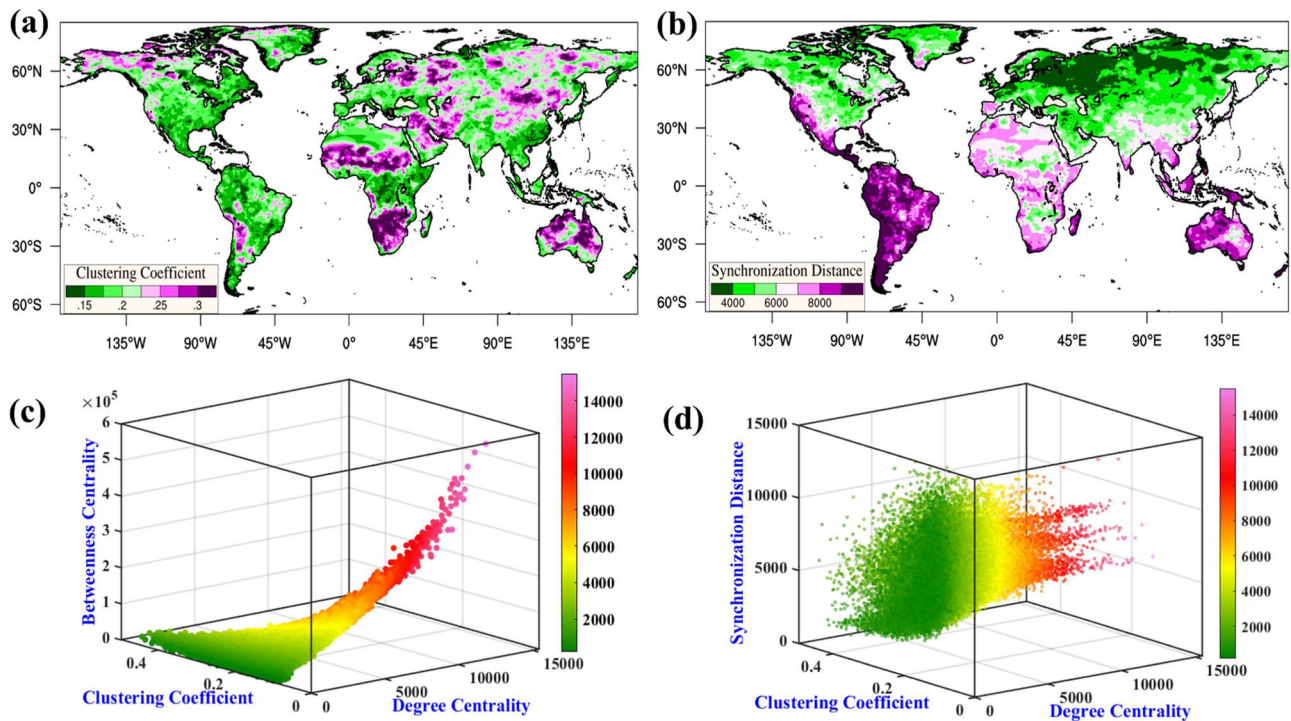 (a)
60°N
30°N
0°
30°S
60°S
Clustering Coefficient
.15 .2 .25 .3
135°W 90°W 45°W 0° 45°E 90°E 135°E
(b)
60°N
30°N
0°
30°S
60°S
Synchronization Distance
4000 6000 8000
135°W 90°W 45°W 0° 45°E 90°E 135°E
(c)
×10⁵
6
5
4
3
2
1
0
Betweenness Centrality
0.4
0.2
0
Clustering Coefficient
0
5000
10000
15000
Degree Centrality
14000
12000
10000
8000
6000
4000
2000
(d)
15000
10000
5000
0
Synchronization Distance
0.4
0.2
0
Clustering Coefficient
0
5000
10000
15000
Degree Centrality
14000
12000
10000
8000
6000
4000
2000